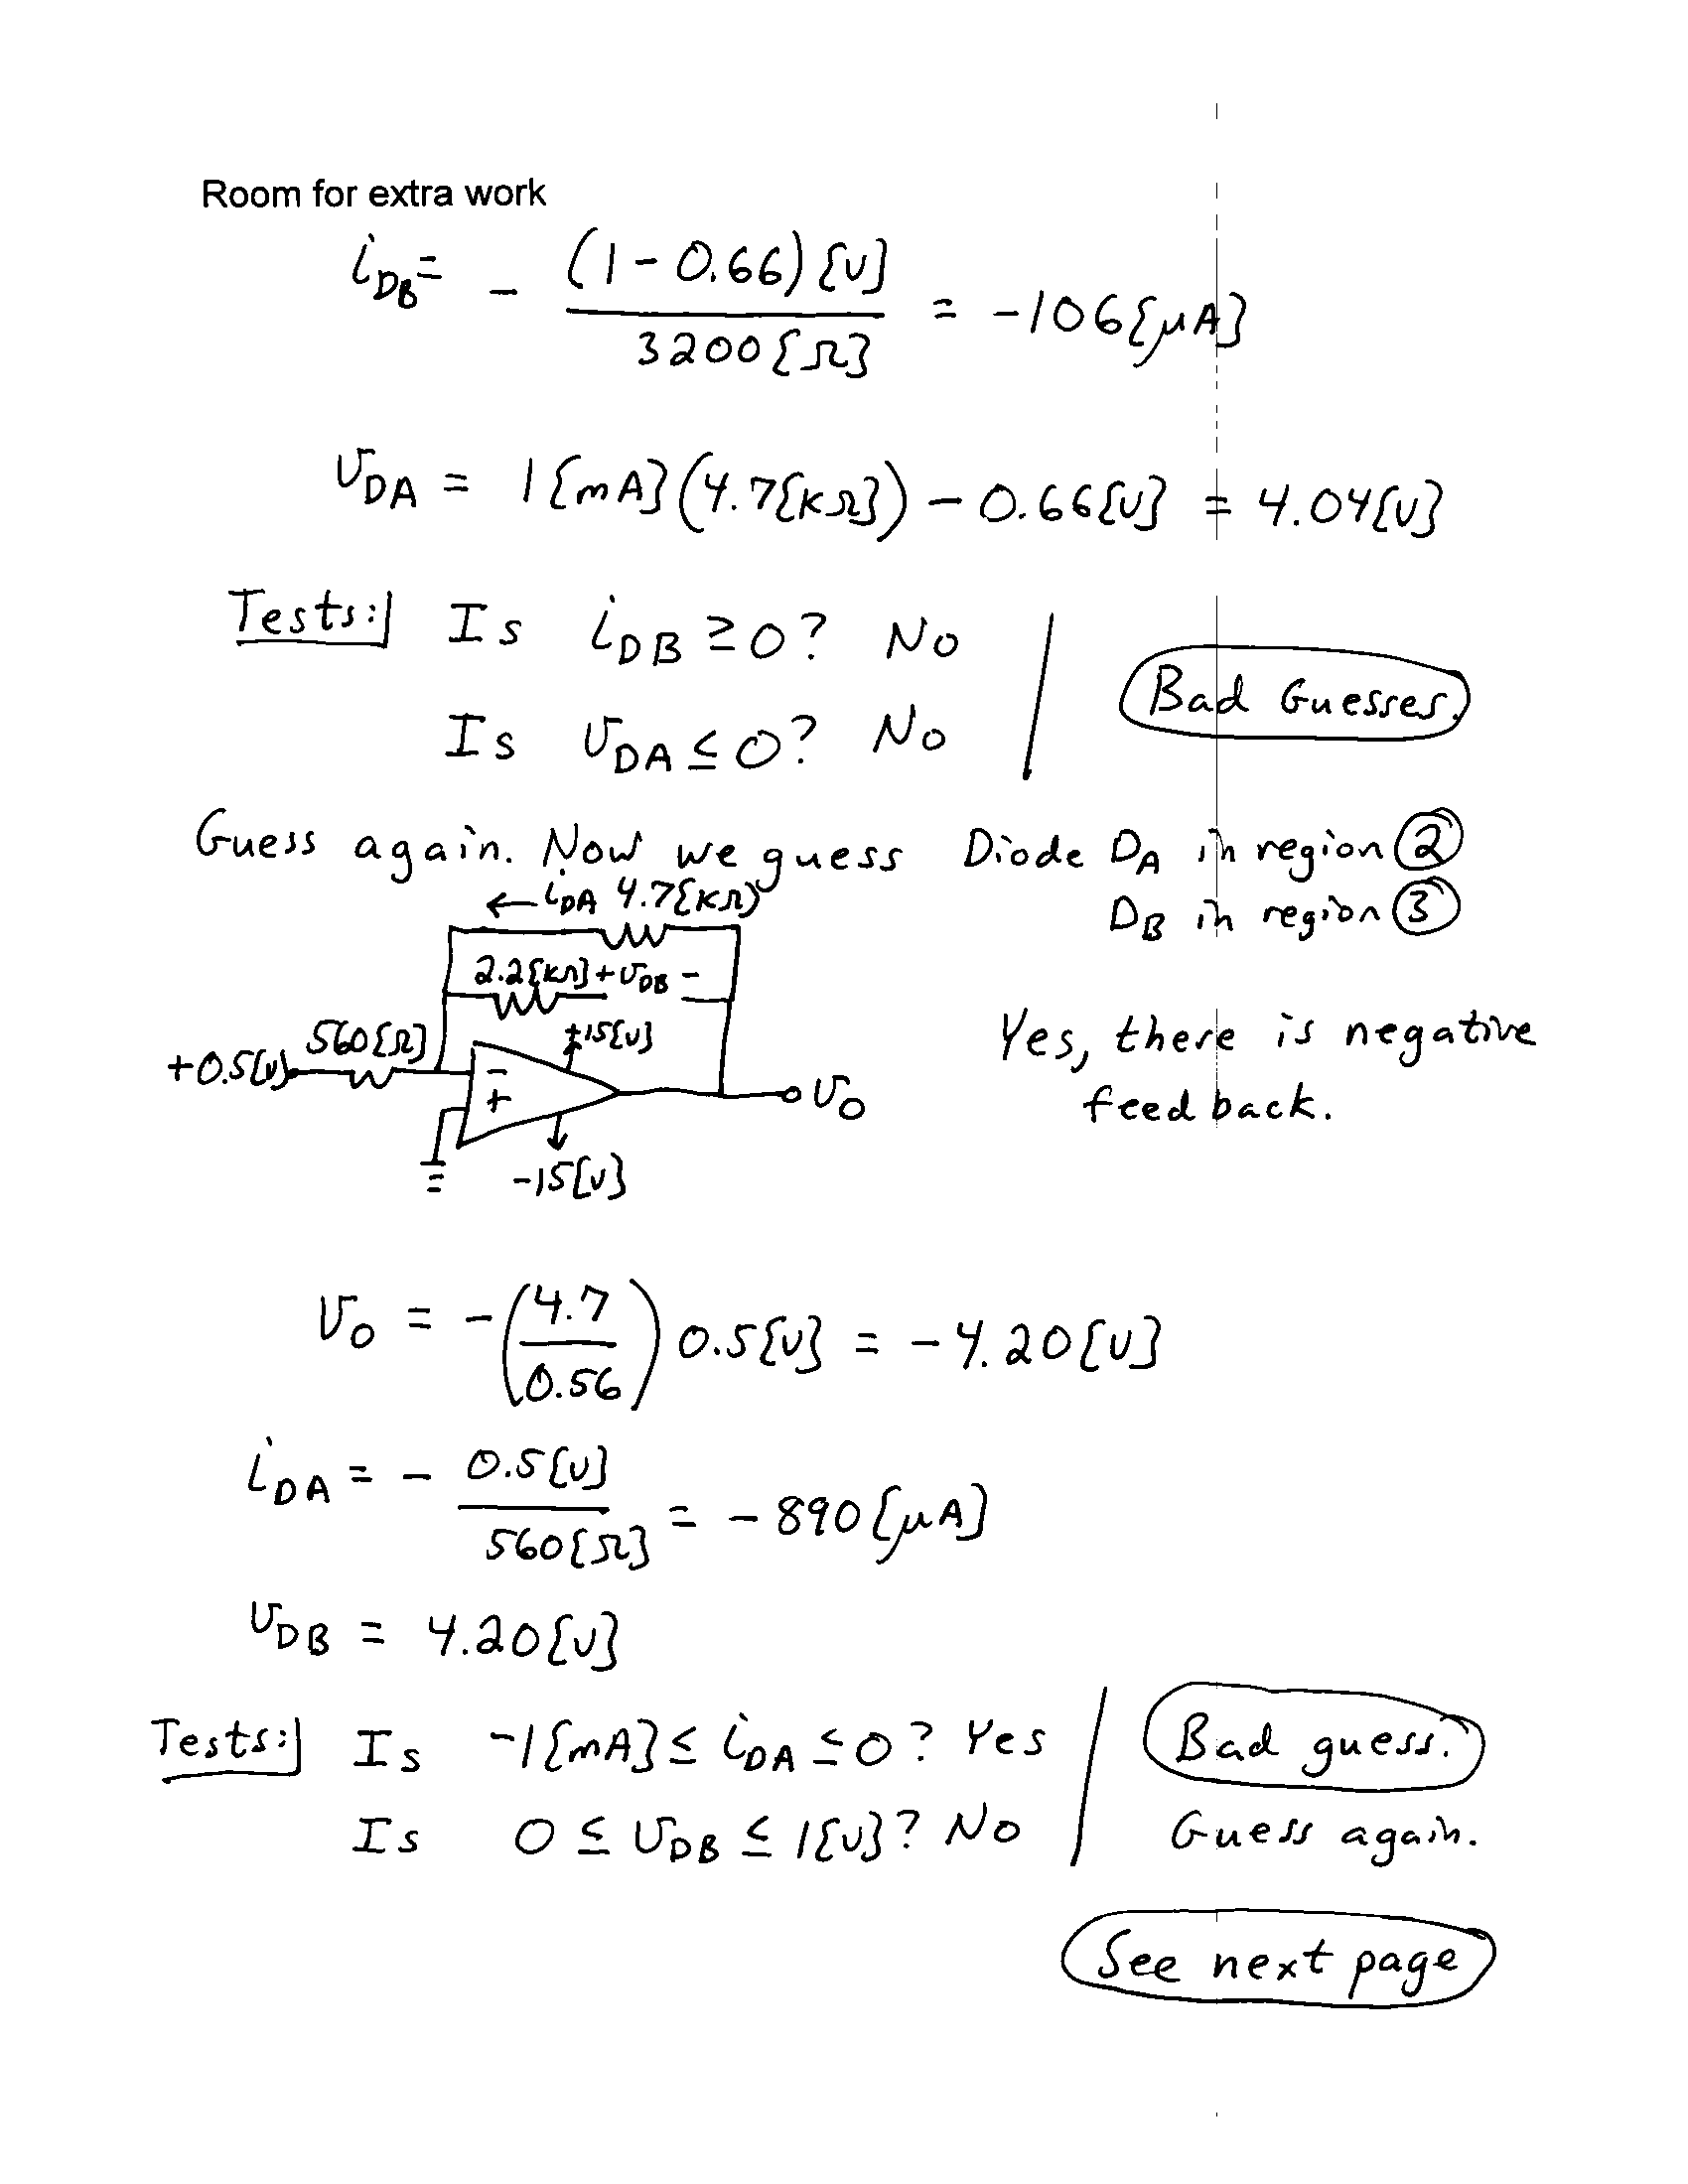 Room for extra work
i_DB = - (1-0.66){V} / 3200{Ω} = -106{μA}
v_DA = 1{mA}(4.7{kΩ}) - 0.66{V} = 4.04{V}
Tests: Is i_DB ≥ 0? No
Bad Guesses.
Is v_DA ≤ 0? No
Guess again. Now we guess Diode D_A in region ②
D_B in region ③
← i_DA 4.7{kΩ}
2.2{kΩ} + v_DB -
560{Ω} +15{V}
+0.5{V} - + v_O
-15{V}
Yes, there is negative
feedback.
v_O = -(4.7/0.56) 0.5{V} = -4.20{V}
i_DA = - 0.5{V} / 560{Ω} = -890{μA}
v_DB = 4.20{V}
Tests: Is -1{mA} ≤ i_DA ≤ 0? Yes
Bad guess.
Is 0 ≤ v_DB ≤ 1{V}? No
Guess again.
See next page